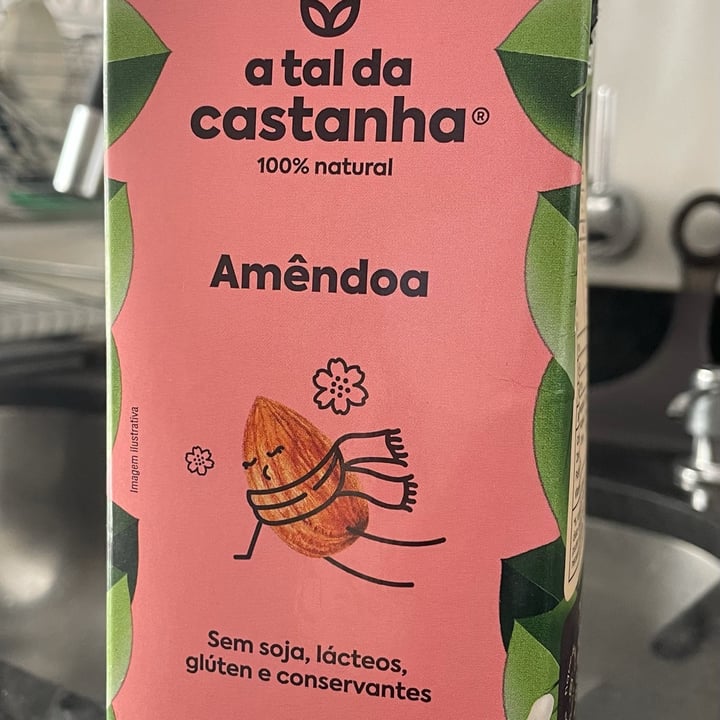 a tal da
castanha®
100% natural
Amêndoa
Imagem ilustrativa
Sem soja, lácteos,
glúten e conservantes